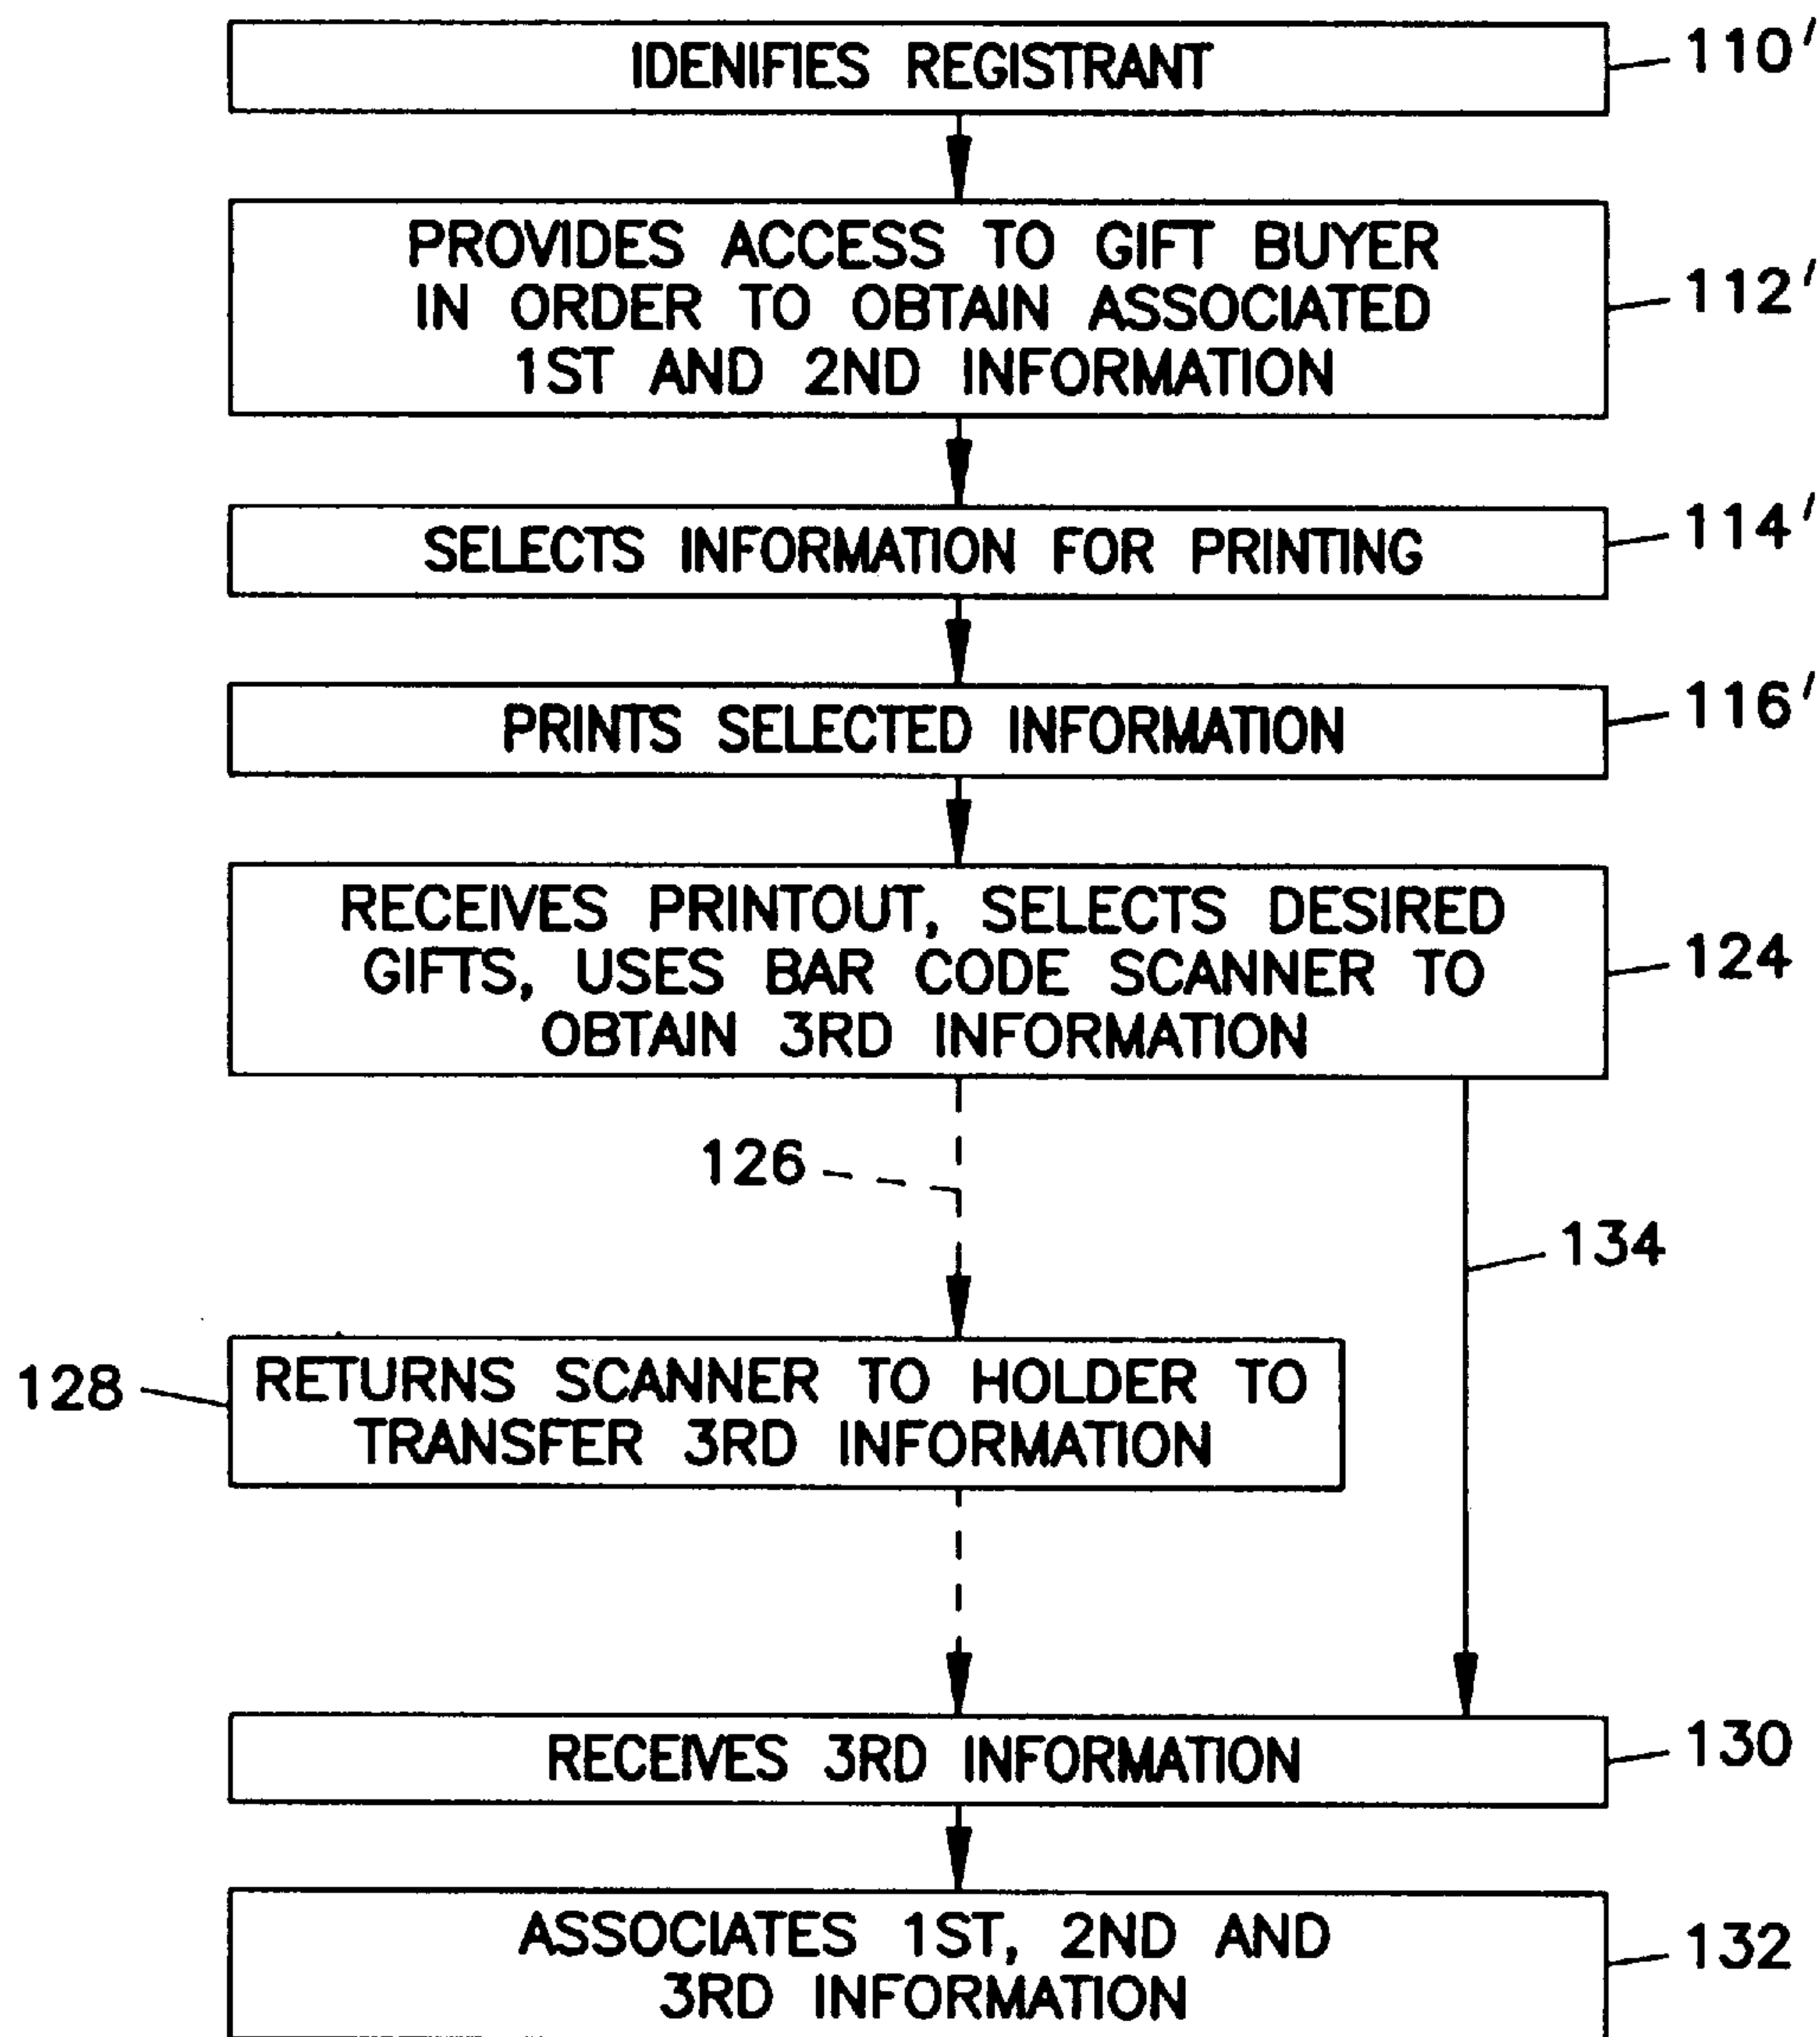 IDENIFIES REGISTRANT
110'
PROVIDES ACCESS TO GIFT BUYER
IN ORDER TO OBTAIN ASSOCIATED
1ST AND 2ND INFORMATION
112'
SELECTS INFORMATION FOR PRINTING
114'
PRINTS SELECTED INFORMATION
116'
RECEIVES PRINTOUT, SELECTS DESIRED
GIFTS, USES BAR CODE SCANNER TO
OBTAIN 3RD INFORMATION
124
126
134
128
RETURNS SCANNER TO HOLDER TO
TRANSFER 3RD INFORMATION
RECEIVES 3RD INFORMATION
130
ASSOCIATES 1ST, 2ND AND
3RD INFORMATION
132